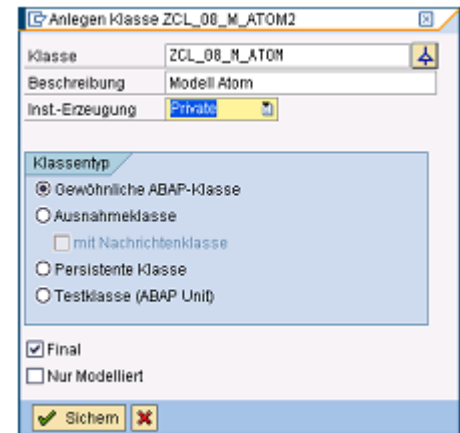 Anlegen Klasse ZCL_08_M_ATOM2
Klasse ZCL_08_M_ATOM
Beschreibung Modell Atom
Inst.-Erzeugung Private
Klassentyp
Gewöhnliche ABAP-Klasse
Ausnahmeklasse
mit Nachrichtenklasse
Persistente Klasse
Testklasse (ABAP Unit)
Final
Nur Modelliert
Sichern